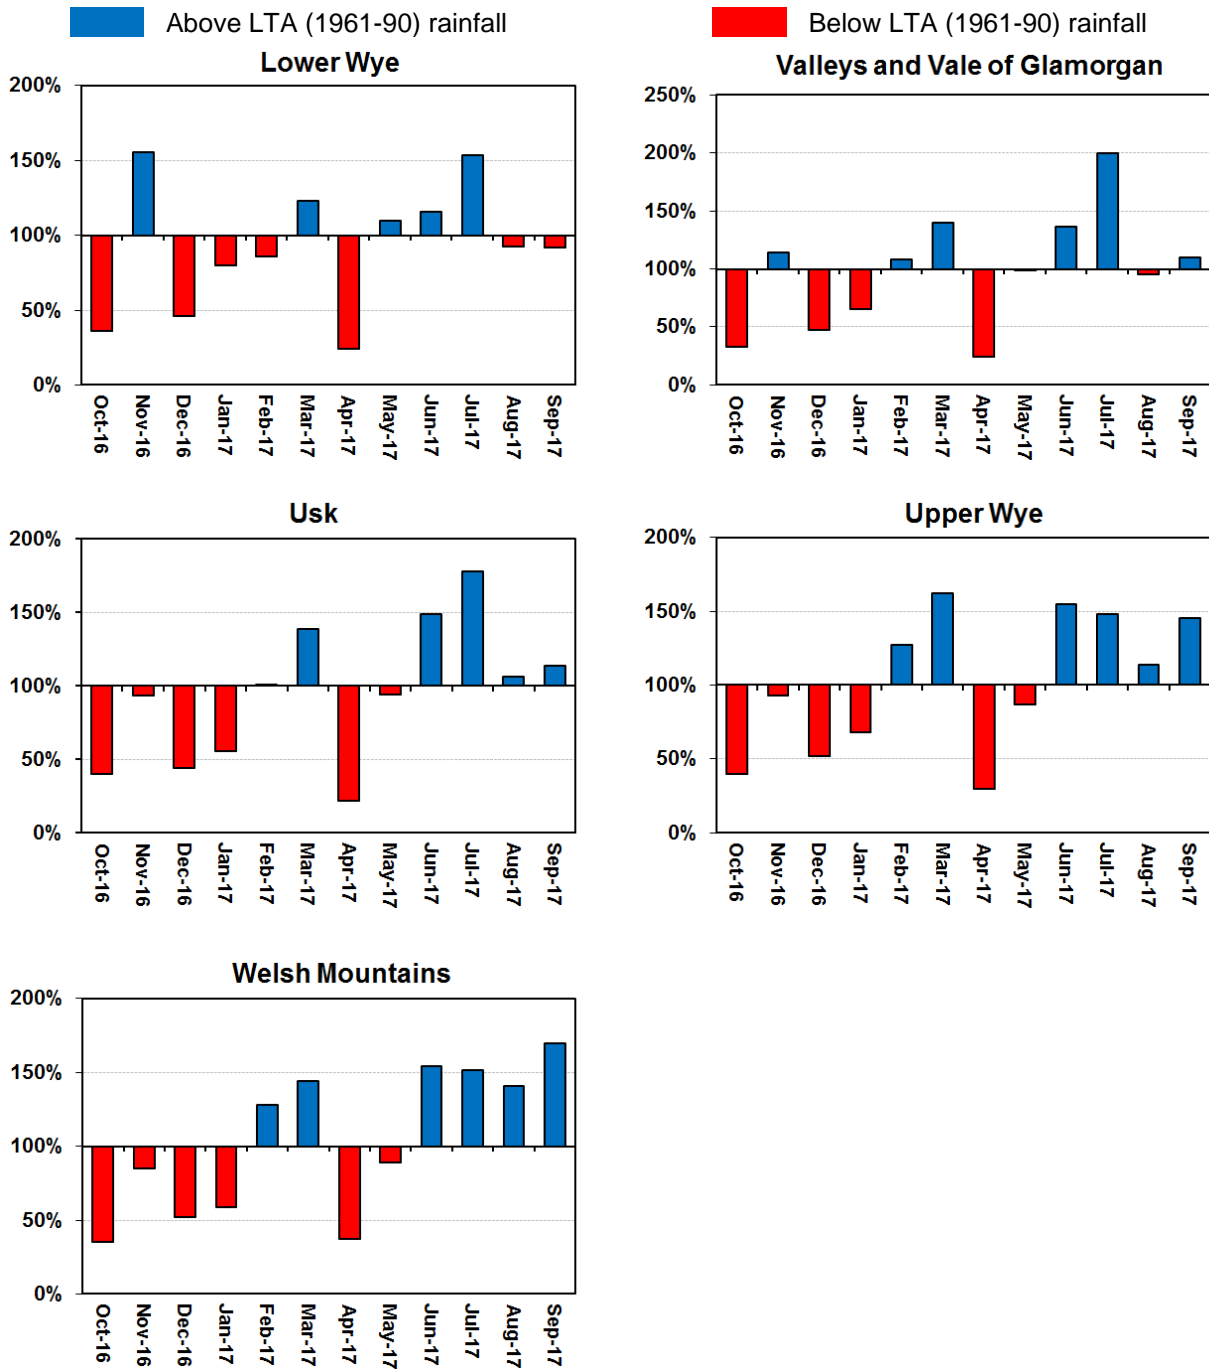 Above LTA (1961-90) rainfall
Below LTA (1961-90) rainfall
Lower Wye
200%
150%
100%
50%
0%
Oct-16
Nov-16
Dec-16
Jan-17
Feb-17
Mar-17
Apr-17
May-17
Jun-17
Jul-17
Aug-17
Sep-17
Valleys and Vale of Glamorgan
250%
200%
150%
100%
50%
0%
Oct-16
Nov-16
Dec-16
Jan-17
Feb-17
Mar-17
Apr-17
May-17
Jun-17
Jul-17
Aug-17
Sep-17
Usk
200%
150%
100%
50%
0%
Oct-16
Nov-16
Dec-16
Jan-17
Feb-17
Mar-17
Apr-17
May-17
Jun-17
Jul-17
Aug-17
Sep-17
Upper Wye
200%
150%
100%
50%
0%
Oct-16
Nov-16
Dec-16
Jan-17
Feb-17
Mar-17
Apr-17
May-17
Jun-17
Jul-17
Aug-17
Sep-17
Welsh Mountains
200%
150%
100%
50%
0%
Oct-16
Nov-16
Dec-16
Jan-17
Feb-17
Mar-17
Apr-17
May-17
Jun-17
Jul-17
Aug-17
Sep-17